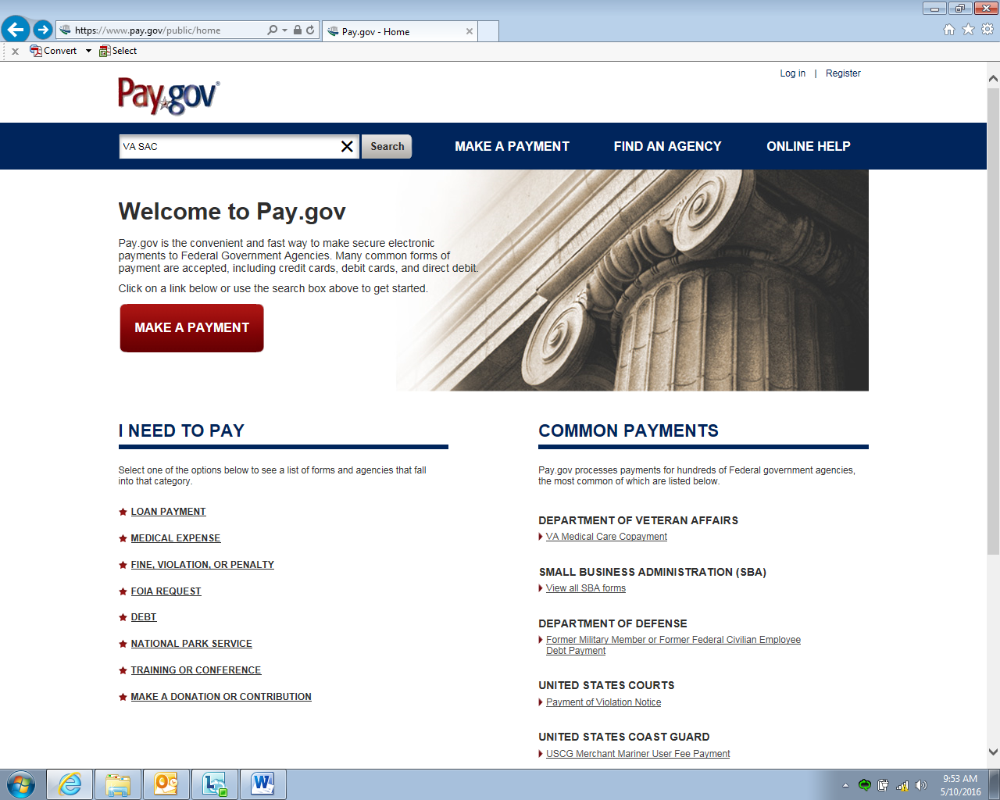 https://www.pay.gov/public/home
Pay.gov - Home
x Convert Select
Log in | Register
Pay.gov®
VA SAC
Search
MAKE A PAYMENT FIND AN AGENCY ONLINE HELP
Welcome to Pay.gov
Pay.gov is the convenient and fast way to make secure electronic
payments to Federal Government Agencies. Many common forms of
payment are accepted, including credit cards, debit cards, and direct debit.
Click on a link below or use the search box above to get started.
MAKE A PAYMENT
I NEED TO PAY
Select one of the options below to see a list of forms and agencies that fall
into that category.
LOAN PAYMENT
MEDICAL EXPENSE
FINE, VIOLATION, OR PENALTY
FOIA REQUEST
DEBT
NATIONAL PARK SERVICE
TRAINING OR CONFERENCE
MAKE A DONATION OR CONTRIBUTION
COMMON PAYMENTS
Pay.gov processes payments for hundreds of Federal government agencies,
the most common of which are listed below.
DEPARTMENT OF VETERAN AFFAIRS
VA Medical Care Copayment
SMALL BUSINESS ADMINISTRATION (SBA)
View all SBA forms
DEPARTMENT OF DEFENSE
Former Military Member or Former Federal Civilian Employee
Debt Payment
UNITED STATES COURTS
Payment of Violation Notice
UNITED STATES COAST GUARD
USCG Merchant Mariner User Fee Payment
9:53 AM
5/10/2016